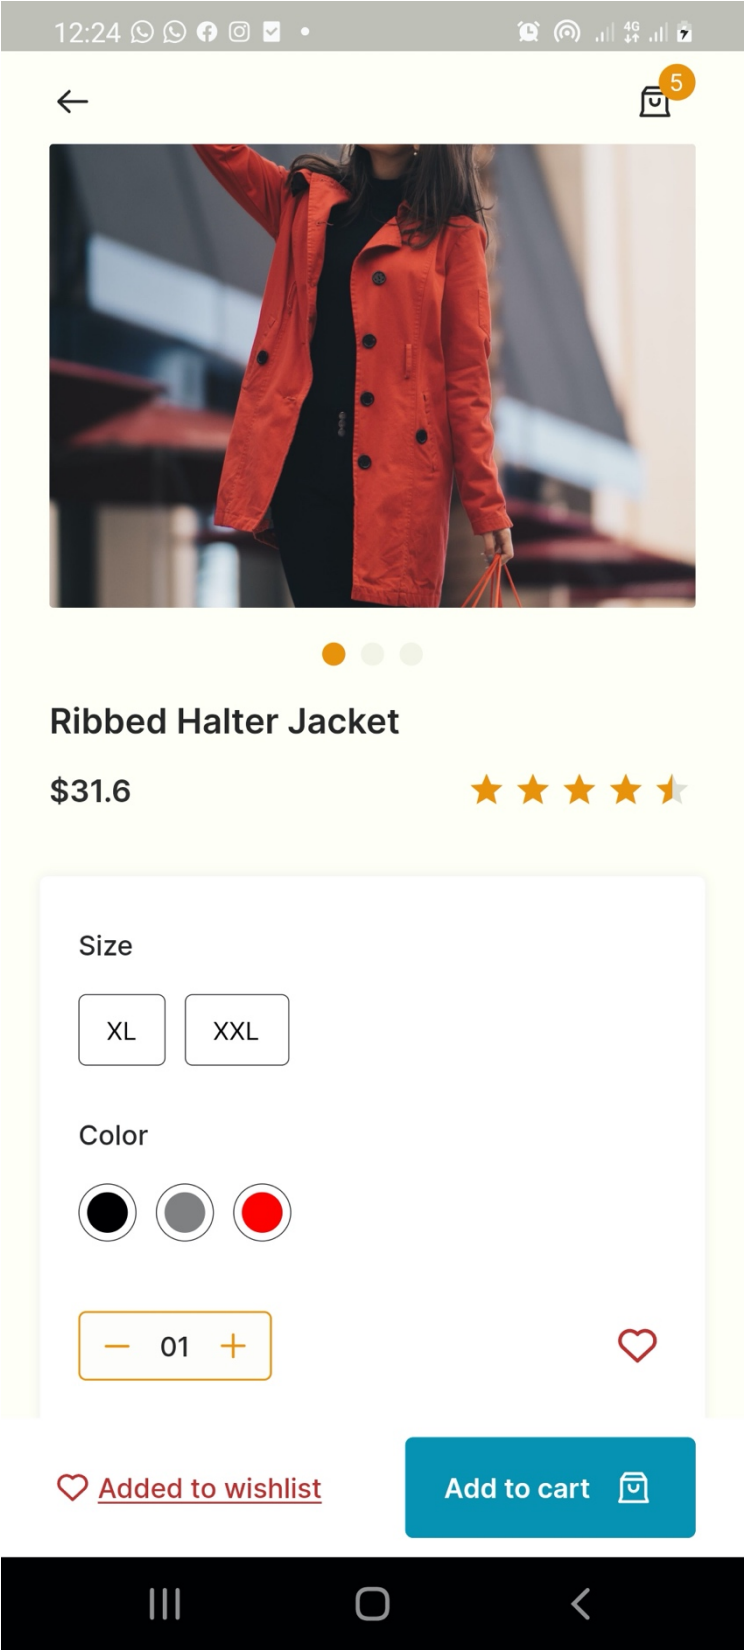 12:24
4G
5
Ribbed Halter Jacket
$31.6
Size
XL XXL
Color
01
Added to wishlist
Add to cart